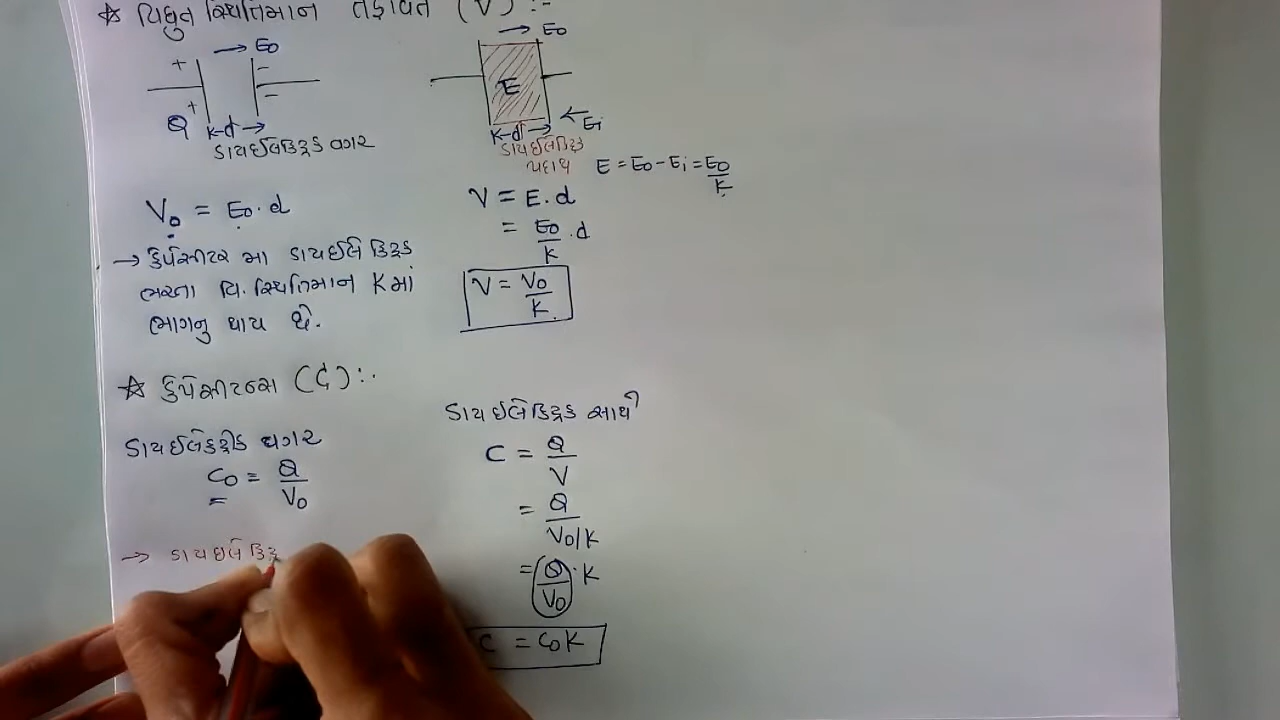 ☆ વિધુત સ્થિતિમાન તફાવત (V) :-
→ E0
+ -
+ -
Q
k-d→
ડાયઈલેક્ટ્રિક વગર
→ E0
E
← Ei
k-d→
ડાયઈલેક્ટ્રિક
પદાર્થ
E = E0 - Ei = E0/K
V0 = E0.d
V = E.d
= E0/K .d
V = V0/K
→ કેપેસીટર મા ડાયઈલેક્ટ્રિક
ભરતા વિ. સ્થિતિમાન K માં
ભાગનુ થાય છે.
☆ કેપેસીટન્સ (C) :-
ડાયઈલેક્ટ્રીક વગર
C0 = Q/V0
ડાયઈલેક્ટ્રિક સાથે
C = Q/V
= Q/V0/K
= Q/V0 . K
C = C0K
→ ડાયઈલેક્ટ્રિ